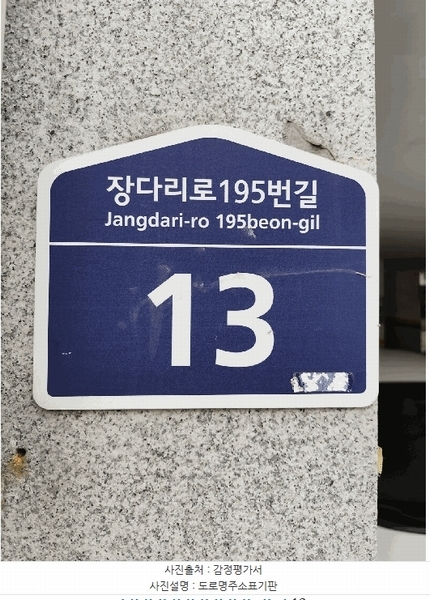 장다리로195번길
Jangdari-ro 195beon-gil
13
사진출처 : 감정평가서
사진설명 : 도로명주소표기판